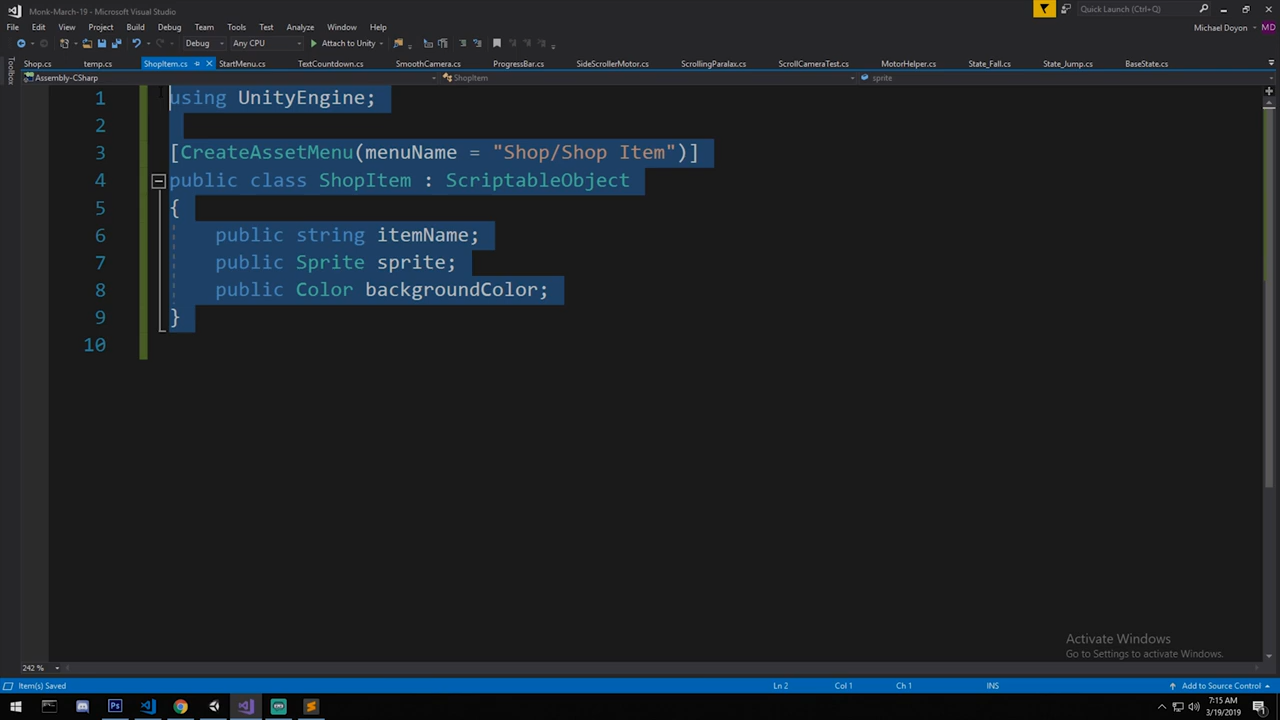 Monk-March-19 - Microsoft Visual Studio
Quick Launch (Ctrl+Q)
File Edit View Project Build Debug Team Tools Test Analyze Window Help
Michael Doyon MD
Debug Any CPU Attach to Unity
Toolbox
Shop.cs temp.cs ShopItem.cs StartMenu.cs TextCountdown.cs SmoothCamera.cs ProgressBar.cs SideScrollerMotor.cs ScrollingParalax.cs ScrollCameraTest.cs MotorHelper.cs State_Fall.cs State_Jump.cs BaseState.cs
Assembly-CSharp ShopItem sprite
1 using UnityEngine;
2
3 [CreateAssetMenu(menuName = "Shop/Shop Item")]
4 public class ShopItem : ScriptableObject
5 {
6 public string itemName;
7 public Sprite sprite;
8 public Color backgroundColor;
9 }
10
Activate Windows
Go to Settings to activate Windows.
242 %
Item(s) Saved Ln 2 Col 1 Ch 1 INS Add to Source Control
7:15 AM
3/19/2019